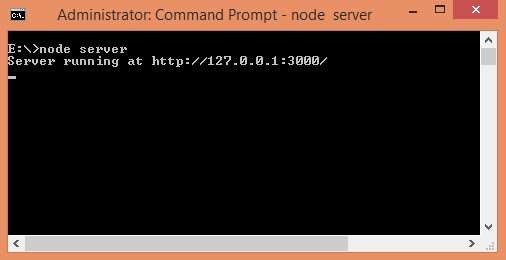 Administrator: Command Prompt - node  server
E:\>node server
Server running at http://127.0.0.1:3000/